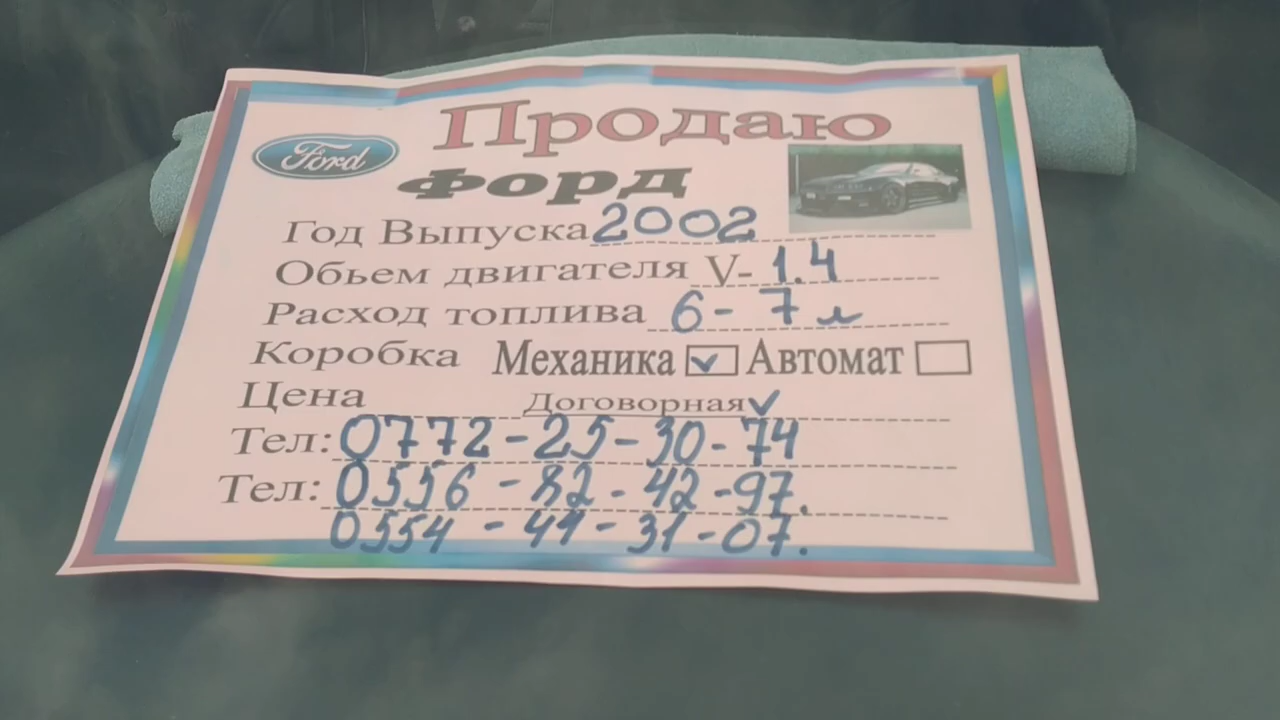 Продаю
Ford
Форд
Год Выпуска 2002
Обьем двигателя V- 1.4
Расход топлива 6 - 7 л
Коробка Механика Автомат
Цена Договорная
Тел: 0772 - 25 - 30 - 74
Тел: 0556 - 82 - 42 - 97.
0554 - 41 - 31 - 07.